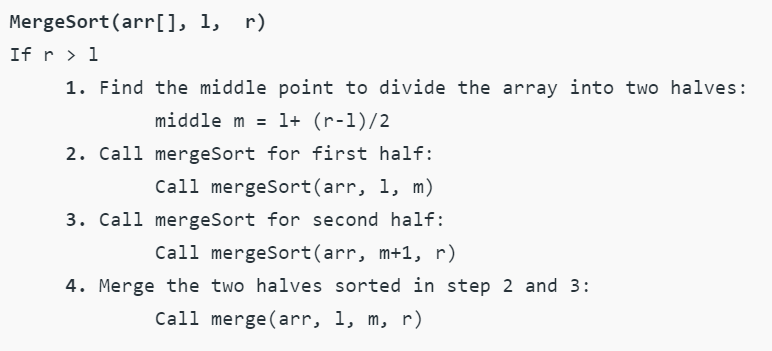 MergeSort(arr[], l, r)
If r > l
1. Find the middle point to divide the array into two halves:
middle m = l+ (r-l)/2
2. Call mergeSort for first half:
Call mergeSort(arr, l, m)
3. Call mergeSort for second half:
Call mergeSort(arr, m+1, r)
4. Merge the two halves sorted in step 2 and 3:
Call merge(arr, l, m, r)